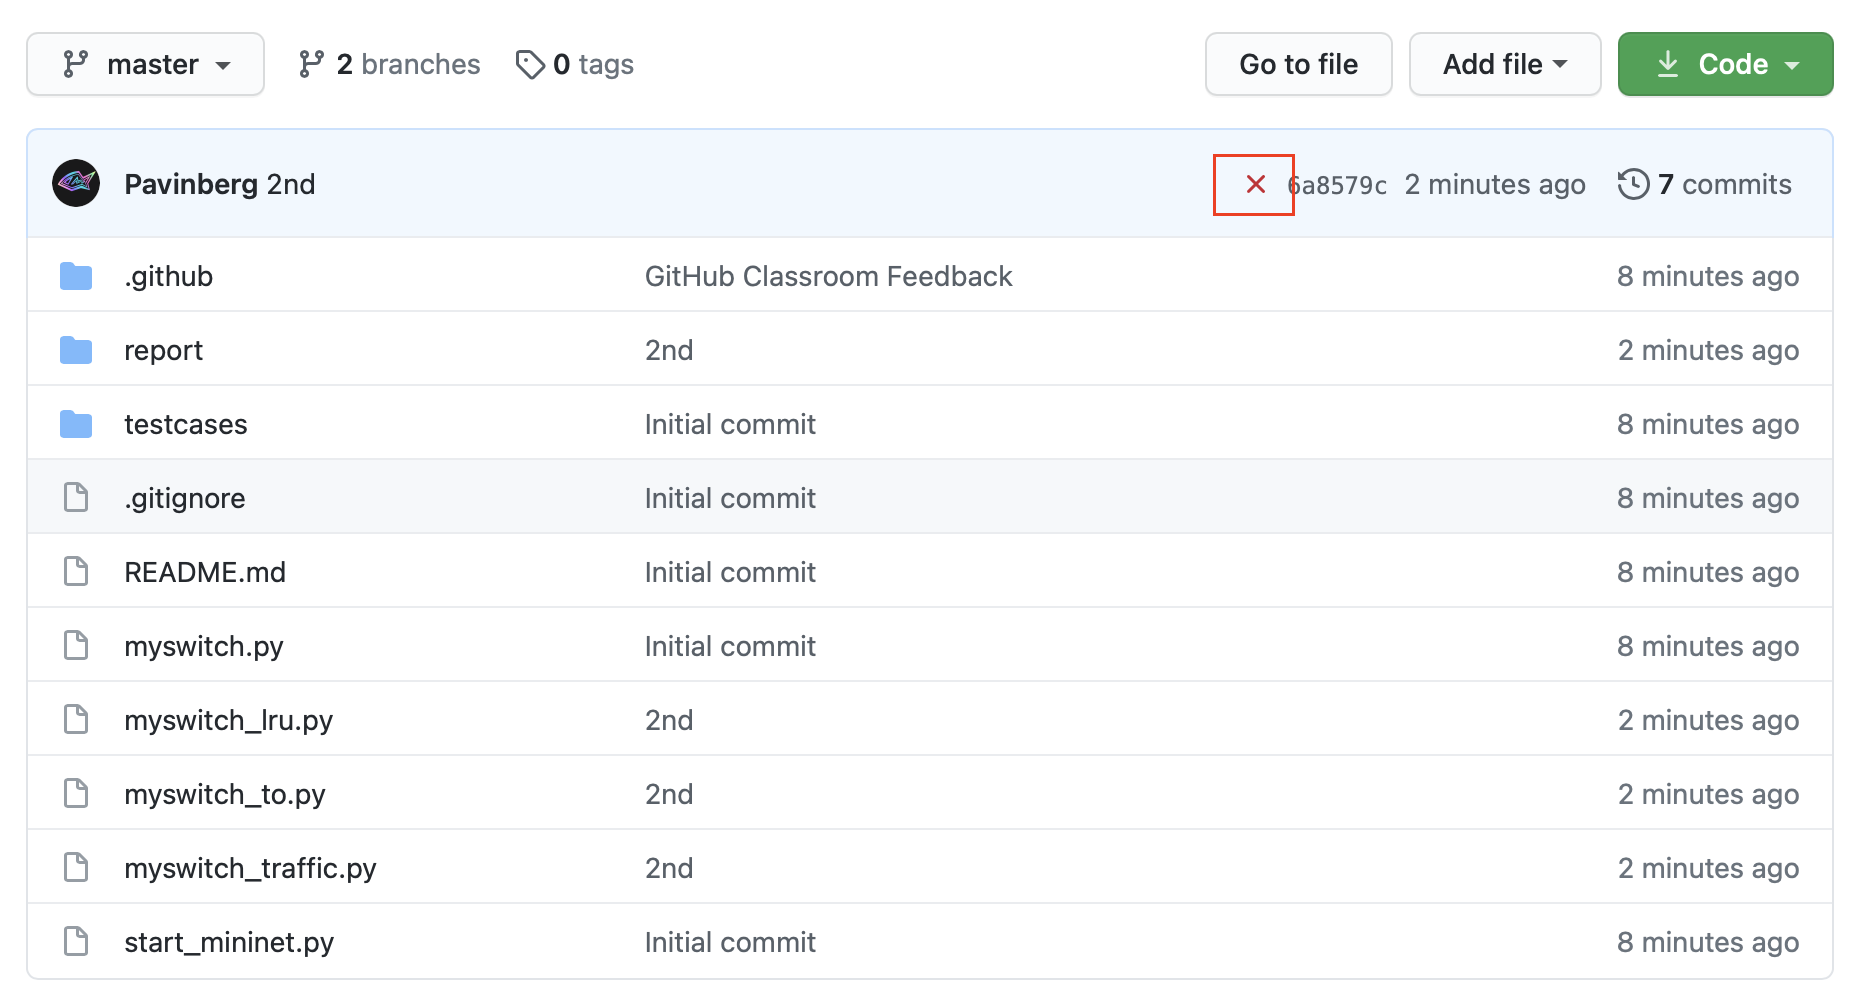 master 2 branches 0 tags Go to file Add file Code
Pavinberg 2nd 6a8579c 2 minutes ago 7 commits
.github GitHub Classroom Feedback 8 minutes ago
report 2nd 2 minutes ago
testcases Initial commit 8 minutes ago
.gitignore Initial commit 8 minutes ago
README.md Initial commit 8 minutes ago
myswitch.py Initial commit 8 minutes ago
myswitch_lru.py 2nd 2 minutes ago
myswitch_to.py 2nd 2 minutes ago
myswitch_traffic.py 2nd 2 minutes ago
start_mininet.py Initial commit 8 minutes ago